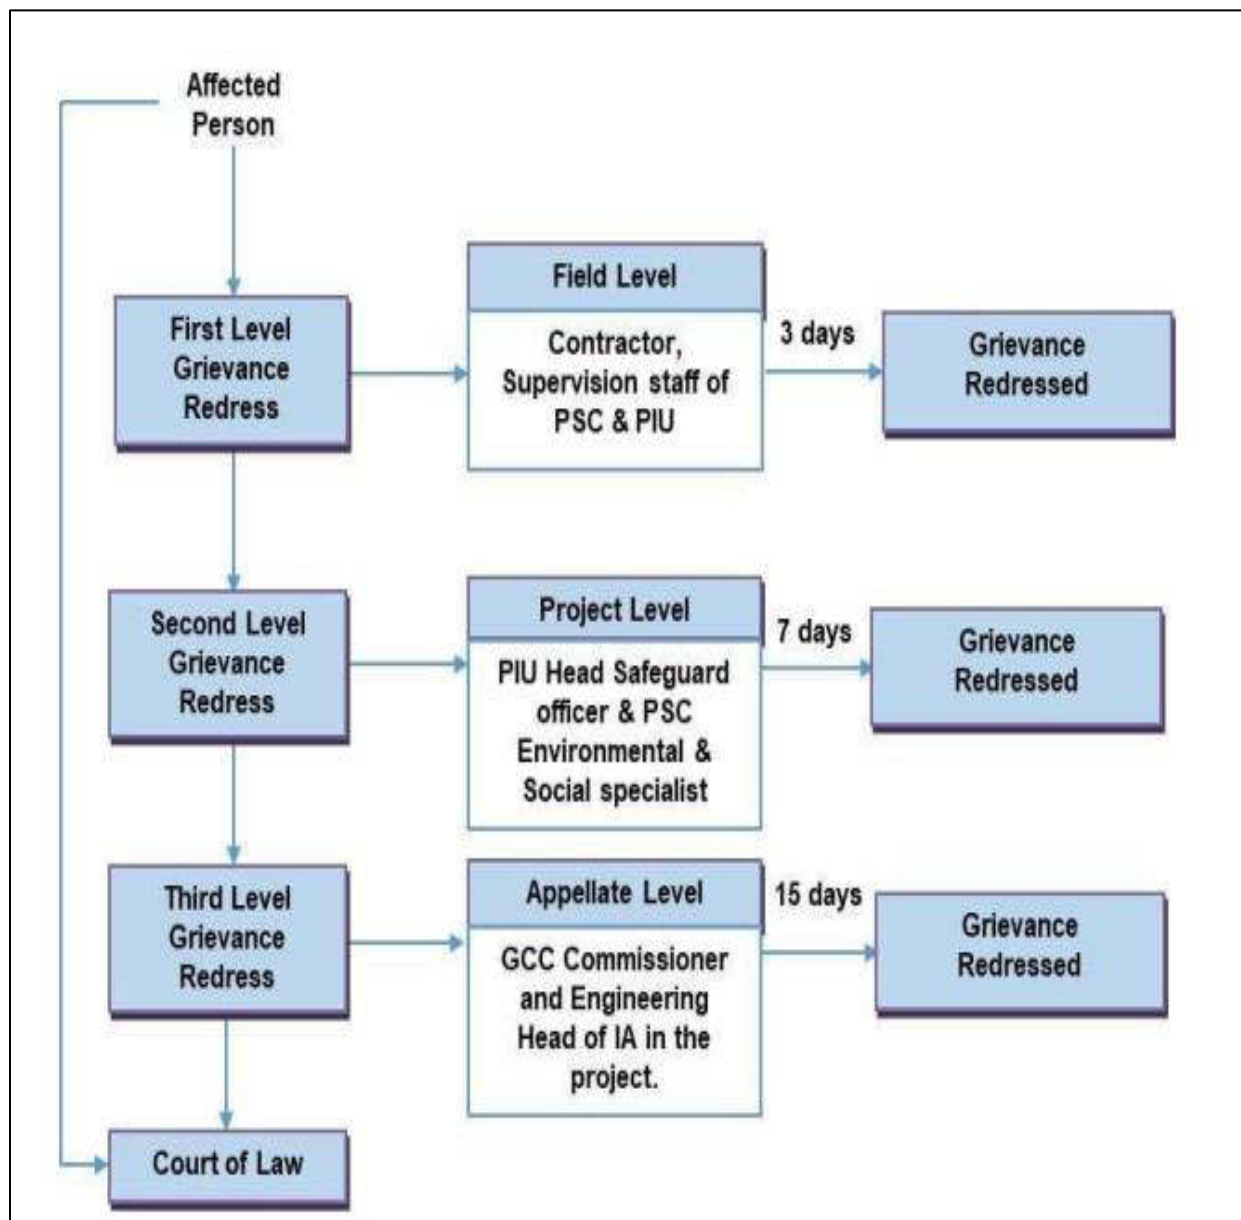 Affected
Person
First Level
Grievance
Redress
Field Level
Contractor,
Supervision staff of
PSC & PIU
3 days
Grievance
Redressed
Second Level
Grievance
Redress
Project Level
PIU Head Safeguard
officer & PSC
Environmental &
Social specialist
7 days
Grievance
Redressed
Third Level
Grievance
Redress
Appellate Level
GCC Commissioner
and Engineering
Head of IA in the
project.
15 days
Grievance
Redressed
Court of Law